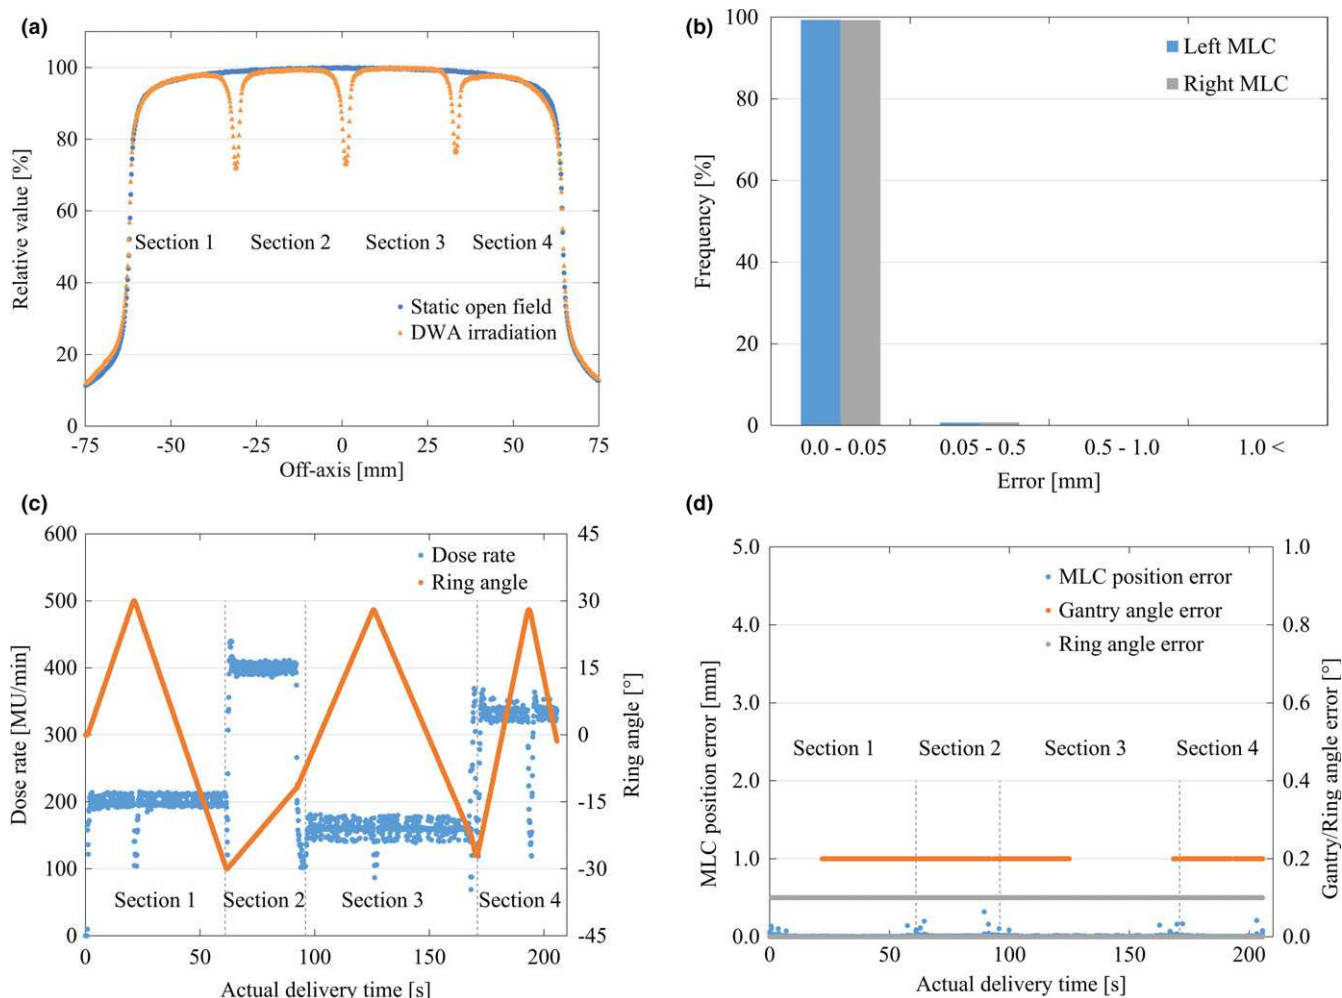 (a)
100
80
60
40
20
0
Relative value [%]
Section 1 Section 2 Section 3 Section 4
Static open field
DWA irradiation
-75 -50 -25 0 25 50 75
Off-axis [mm]
(b)
100
80
60
40
20
0
Frequency [%]
Left MLC
Right MLC
0.0 - 0.05 0.05 - 0.5 0.5 - 1.0 1.0 <
Error [mm]
(c)
600
500
400
300
200
100
0
Dose rate [MU/min]
Dose rate
Ring angle
45
30
15
0
-15
-30
-45
Ring angle [°]
Section 1 Section 2 Section 3 Section 4
0 50 100 150 200
Actual delivery time [s]
(d)
5.0
4.0
3.0
2.0
1.0
0.0
MLC position error [mm]
MLC position error
Gantry angle error
Ring angle error
1.0
0.8
0.6
0.4
0.2
0.0
Gantry/Ring angle error [°]
Section 1 Section 2 Section 3 Section 4
0 50 100 150 200
Actual delivery time [s]